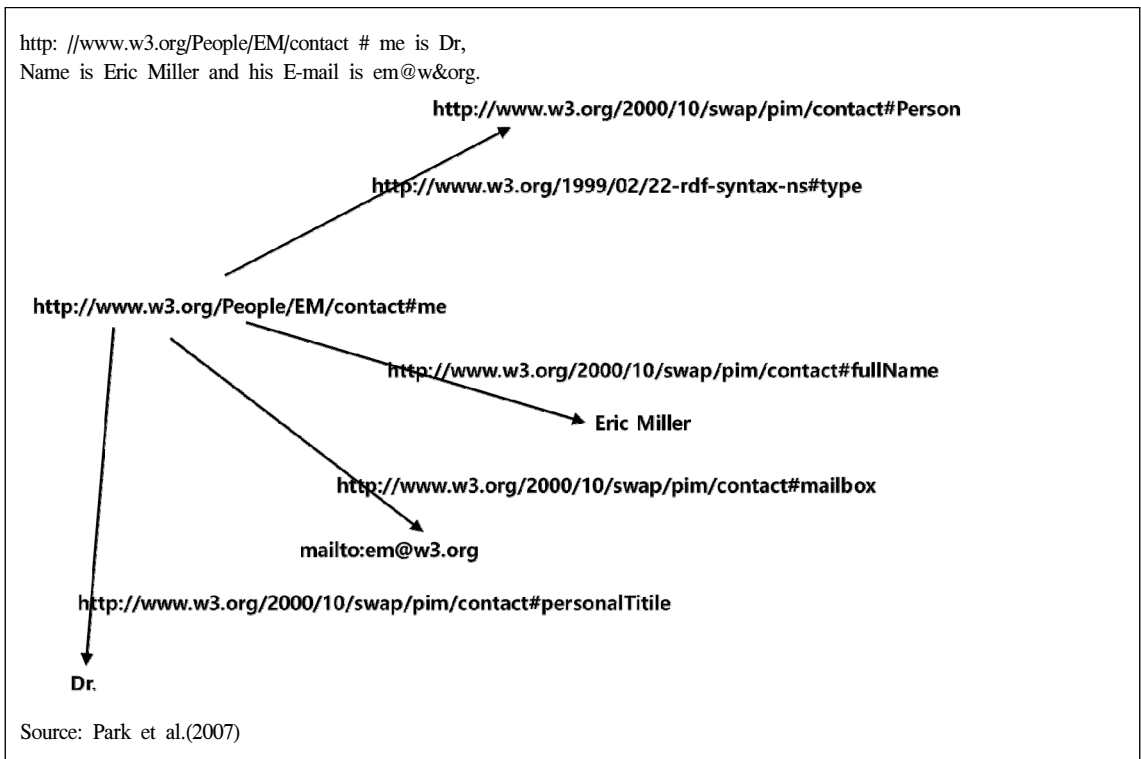 http: //www.w3.org/People/EM/contact # me is Dr,
Name is Eric Miller and his E-mail is em@w&org.
http://www.w3.org/2000/10/swap/pim/contact#Person
http://www.w3.org/1999/02/22-rdf-syntax-ns#type
http://www.w3.org/People/EM/contact#me
http://www.w3.org/2000/10/swap/pim/contact#fullName
Eric Miller
http://www.w3.org/2000/10/swap/pim/contact#mailbox
mailto:em@w3.org
http://www.w3.org/2000/10/swap/pim/contact#personalTitile
Dr.
Source: Park et al.(2007)